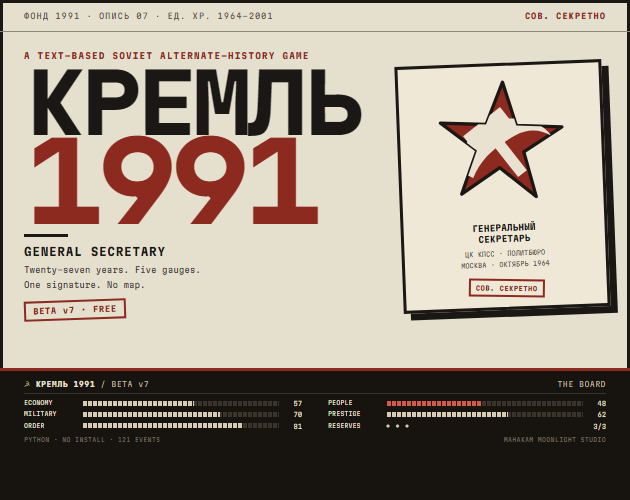 ФОНД 1991 · ОПИСЬ 07 · ЕД. ХР. 1964–2001
СОВ. СЕКРЕТНО
A TEXT-BASED SOVIET ALTERNATE-HISTORY GAME
КРЕМЛЬ
1991
GENERAL SECRETARY
Twenty-seven years. Five gauges.
One signature. No map.
BETA v7 · FREE
ГЕНЕРАЛЬНЫЙ
СЕКРЕТАРЬ
ЦК КПСС · ПОЛИТБЮРО
МОСКВА · ОКТЯБРЬ 1964
СОВ. СЕКРЕТНО
☭ КРЕМЛЬ 1991 / BETA v7
THE BOARD
ECONOMY 57
PEOPLE 48
MILITARY 70
PRESTIGE 62
ORDER 81
RESERVES ★ ★ ★ 3/3
PYTHON · NO INSTALL · 121 EVENTS
MAHAKAM MOONLIGHT STUDIO